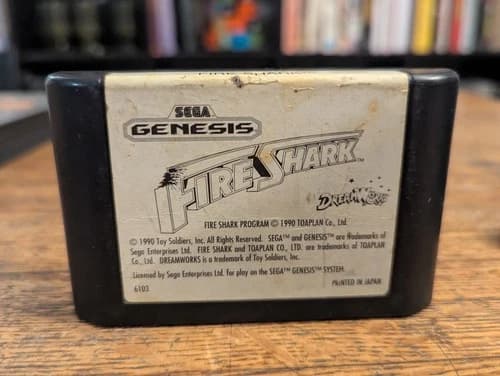 FIRE SHARK
SEGA
GENESIS
FIRE SHARK™
DREAMWORKS
FIRE SHARK PROGRAM © 1990 TOAPLAN Co., Ltd.
© 1990 Toy Soldiers, Inc. All Rights Reserved. SEGA™ and GENESIS™ are trademarks of
Sega Enterprises Ltd. FIRE SHARK and TOAPLAN CO., LTD. are trademarks of TOAPLAN
Co., Ltd. DREAMWORKS is a trademark of Toy Soldiers, Inc.
Licensed by Sega Enterprises Ltd. for play on the SEGA™ GENESIS™ SYSTEM.
6103
PRINTED IN JAPAN